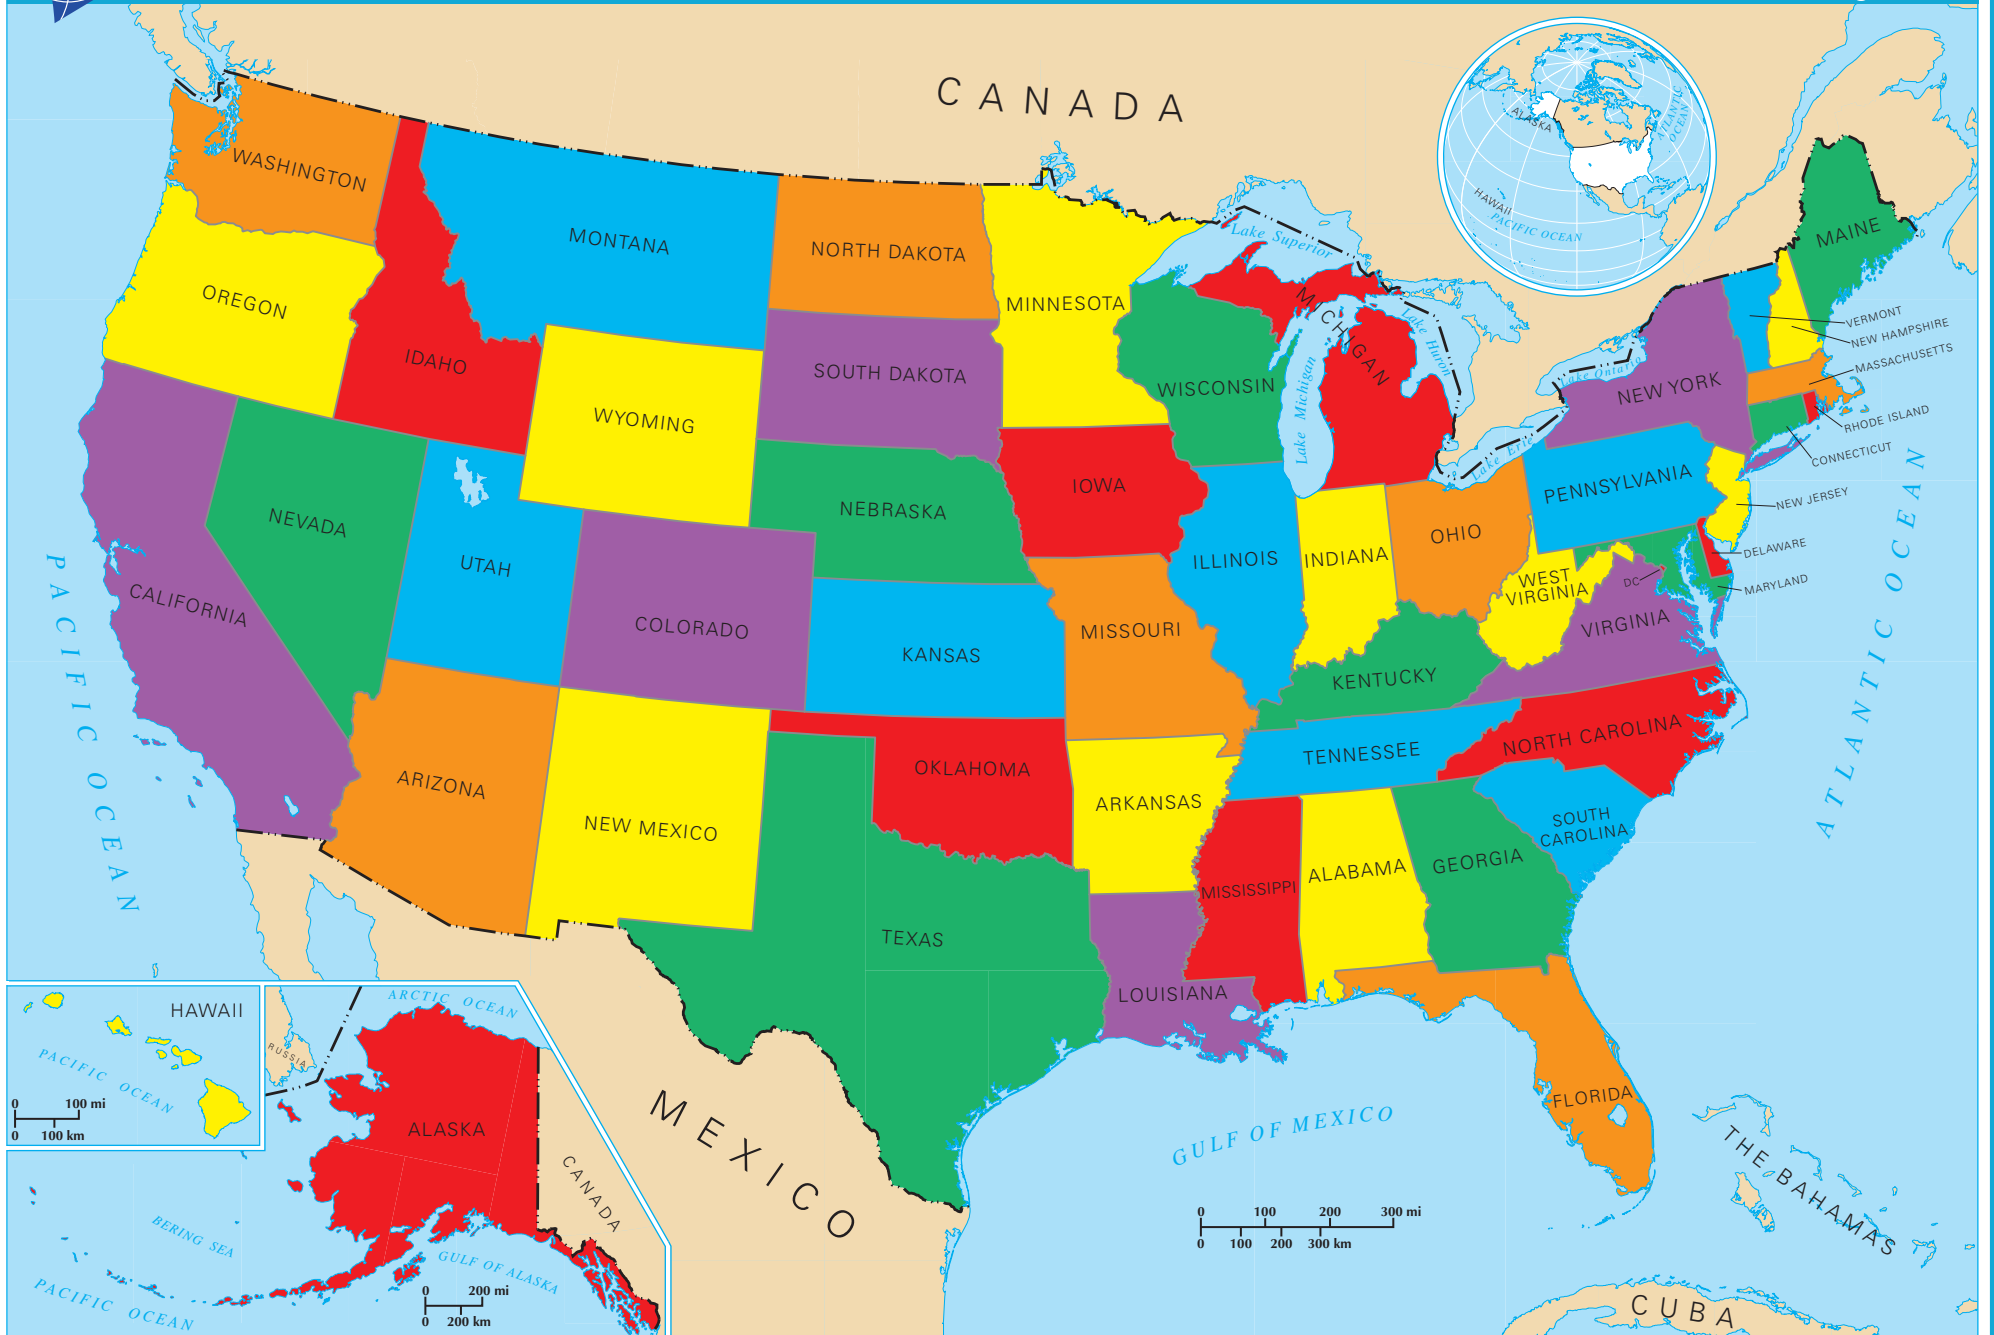 CANADA
ALASKA
ATLANTIC
OCEAN
HAWAII
PACIFIC OCEAN
WASHINGTON
MONTANA
NORTH DAKOTA
MINNESOTA
Lake Superior
MICHIGAN
Lake Huron
Lake Michigan
MAINE
VERMONT
NEW HAMPSHIRE
MASSACHUSETTS
RHODE ISLAND
CONNECTICUT
NEW JERSEY
DELAWARE
MARYLAND
DC
OREGON
IDAHO
SOUTH DAKOTA
WISCONSIN
Lake Ontario
NEW YORK
Lake Erie
WYOMING
IOWA
NEBRASKA
PENNSYLVANIA
NEVADA
UTAH
ILLINOIS
INDIANA
OHIO
WEST
VIRGINIA
VIRGINIA
CALIFORNIA
COLORADO
KANSAS
MISSOURI
KENTUCKY
PACIFIC OCEAN
ATLANTIC OCEAN
ARIZONA
NEW MEXICO
OKLAHOMA
ARKANSAS
TENNESSEE
NORTH CAROLINA
SOUTH
CAROLINA
MISSISSIPPI
ALABAMA
GEORGIA
TEXAS
LOUISIANA
FLORIDA
GULF OF MEXICO
MEXICO
THE BAHAMAS
CUBA
0 100 200 300 mi
0 100 200 300 km
HAWAII
PACIFIC OCEAN
0 100 mi
0 100 km
ARCTIC OCEAN
RUSSIA
ALASKA
CANADA
BERING SEA
GULF OF ALASKA
PACIFIC OCEAN
0 200 mi
0 200 km